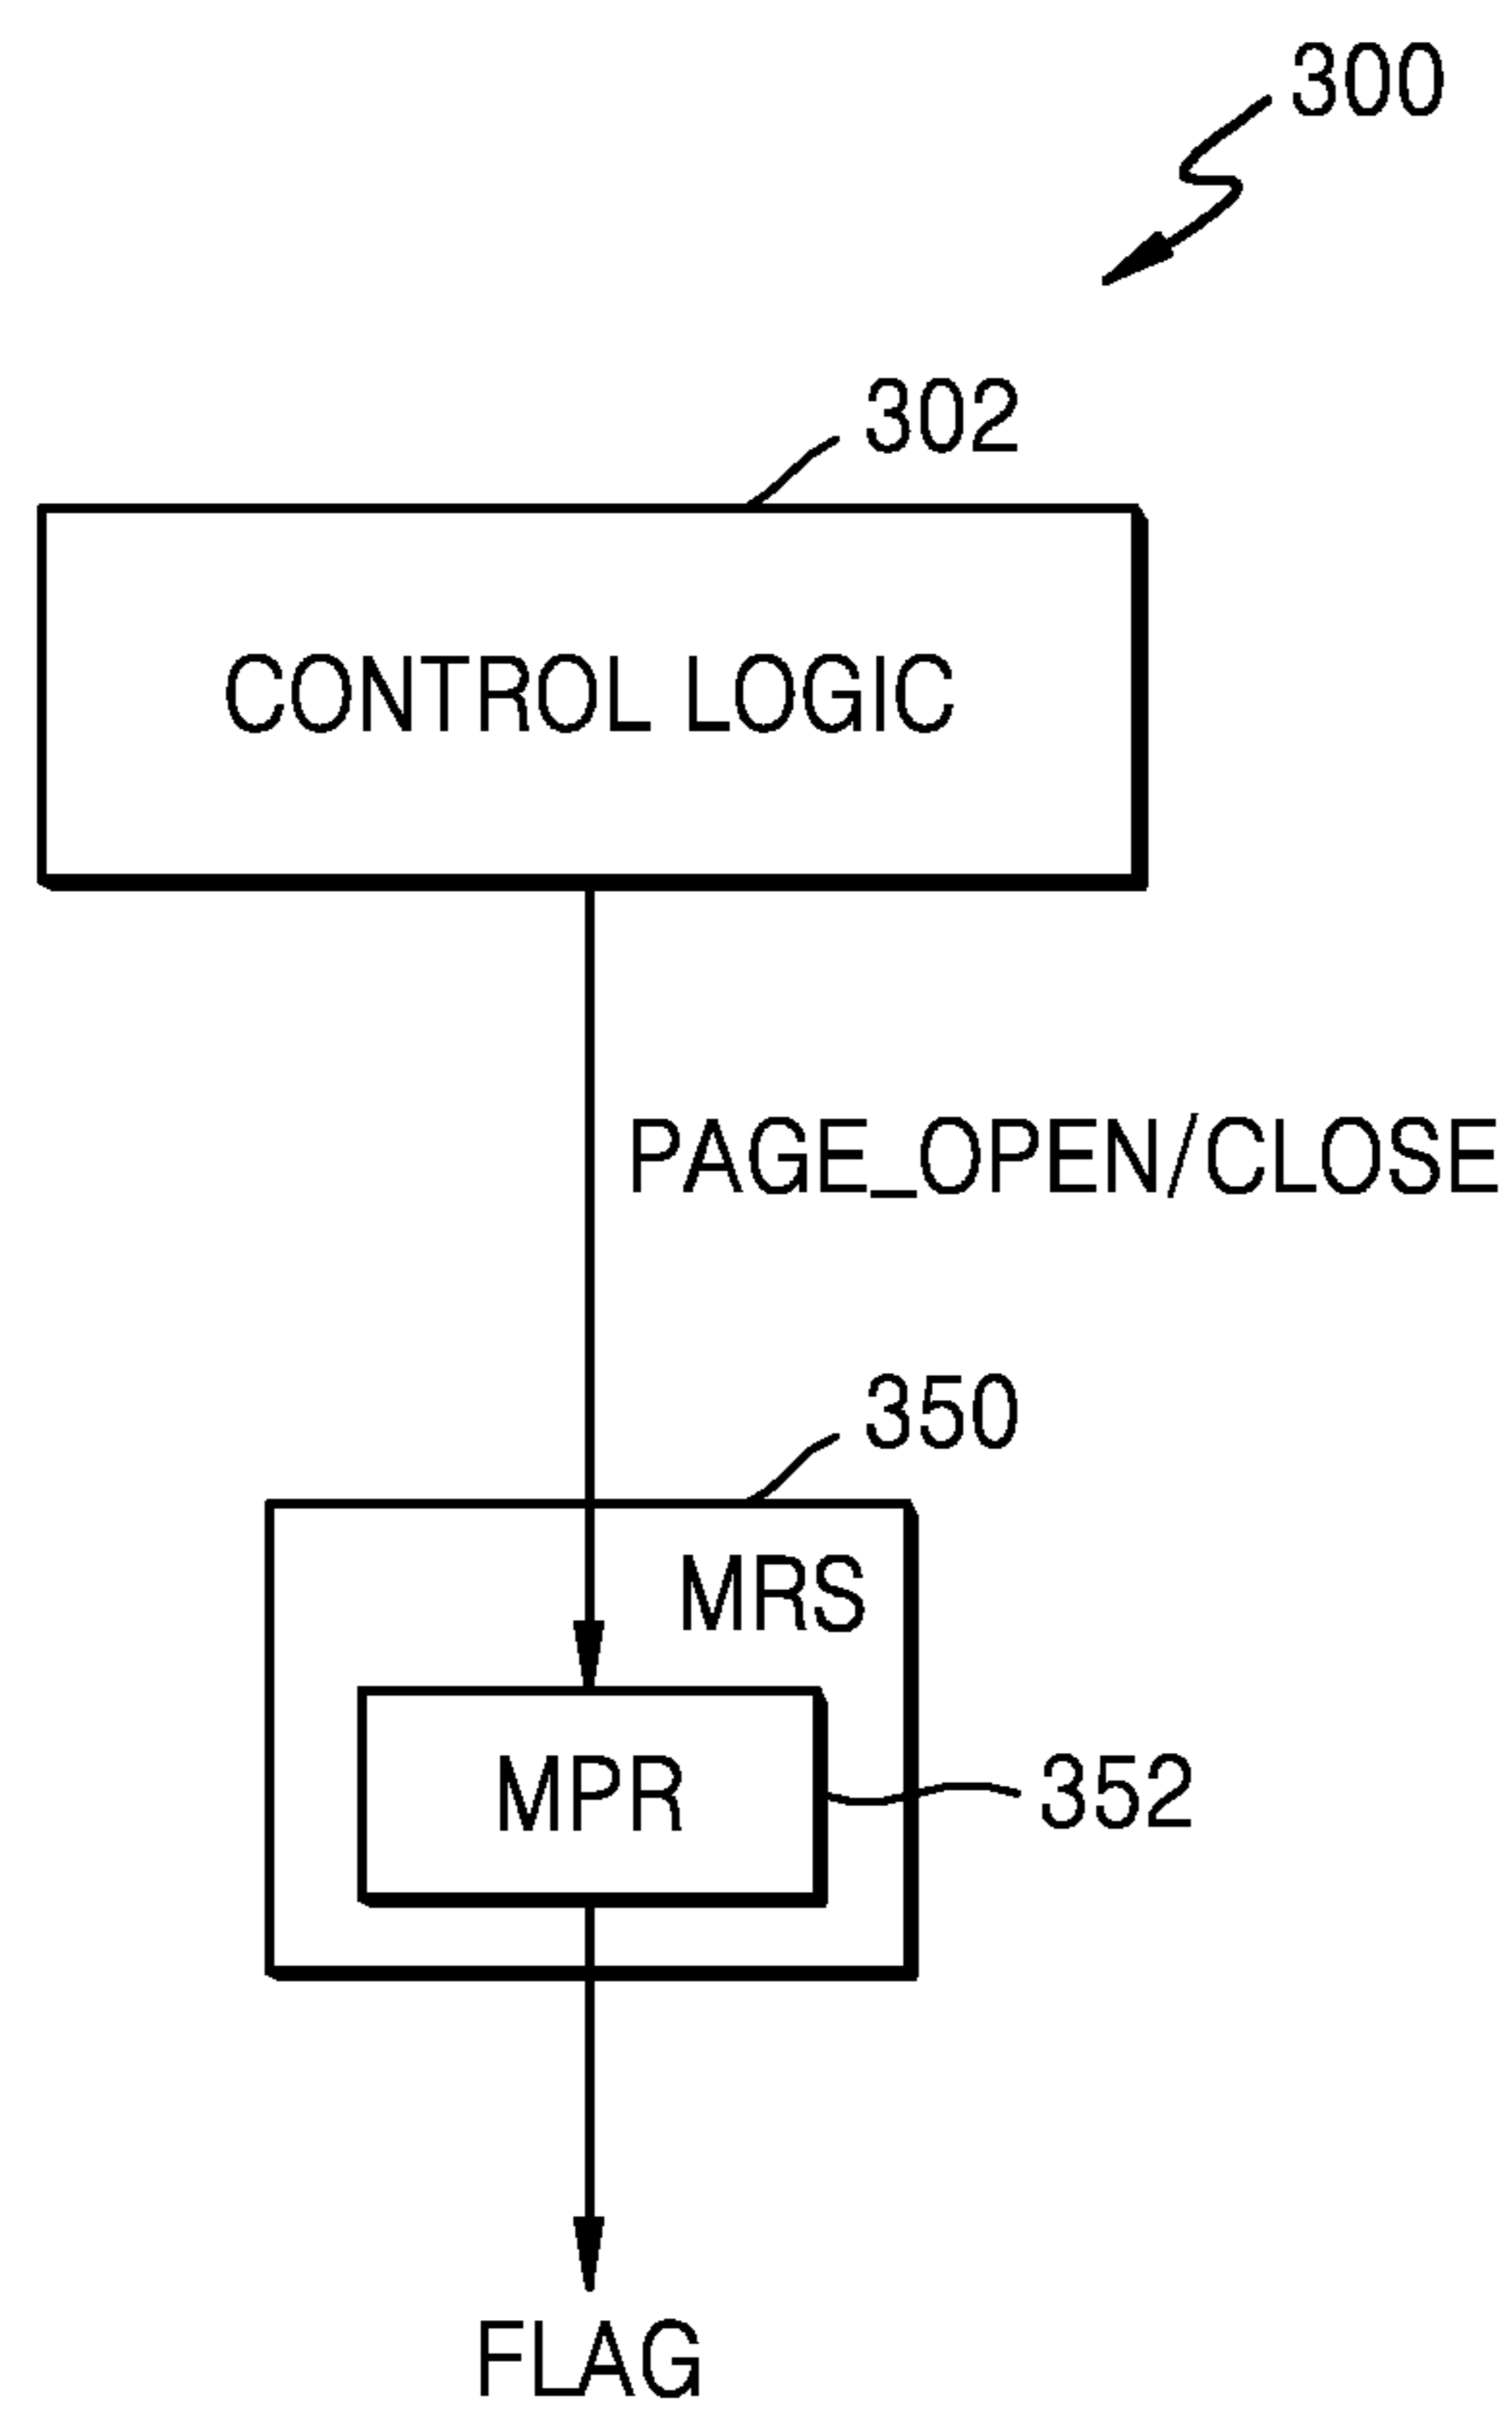 300
302
CONTROL LOGIC
PAGE_OPEN/CLOSE
350
MRS
MPR
352
FLAG